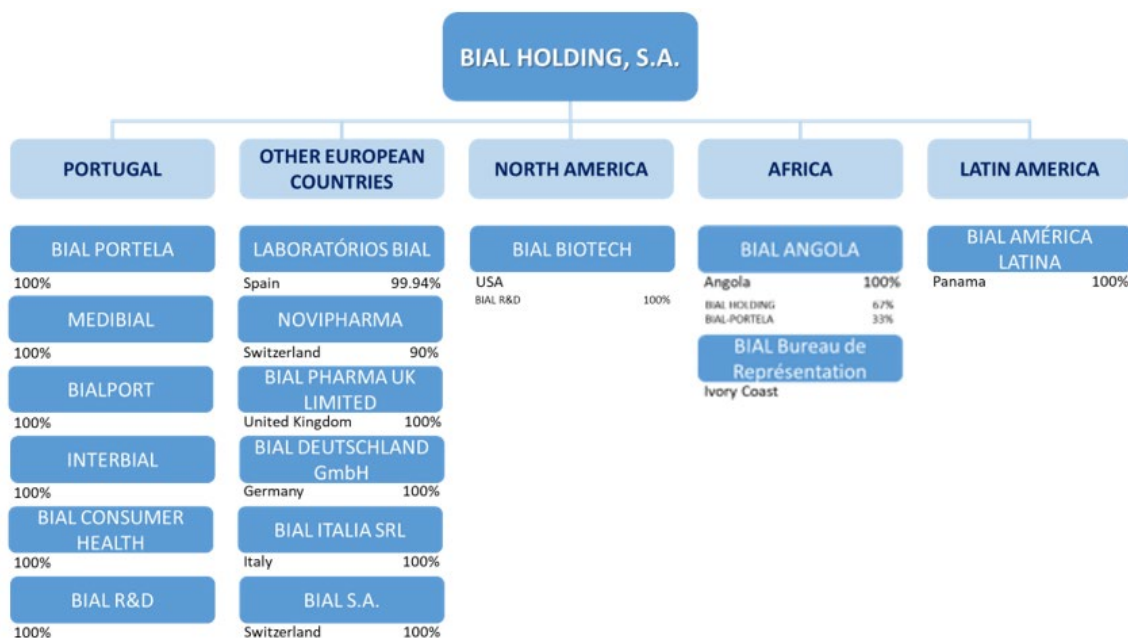 BIAL HOLDING, S.A.
PORTUGAL
BIAL PORTELA
100%
MEDIBIAL
100%
BIALPORT
100%
INTERBIAL
100%
BIAL CONSUMER
HEALTH
100%
BIAL R&D
100%
OTHER EUROPEAN
COUNTRIES
LABORATÓRIOS BIAL
Spain 99.94%
NOVIPHARMA
Switzerland 90%
BIAL PHARMA UK
LIMITED
United Kingdom 100%
BIAL DEUTSCHLAND
GmbH
Germany 100%
BIAL ITALIA SRL
Italy 100%
BIAL S.A.
Switzerland 100%
NORTH AMERICA
BIAL BIOTECH
USA
BIAL R&D 100%
AFRICA
BIAL ANGOLA
Angola 100%
BIAL HOLDING 67%
BIAL-PORTELA 33%
BIAL Bureau de
Représentation
Ivory Coast
LATIN AMERICA
BIAL AMÉRICA
LATINA
Panama 100%